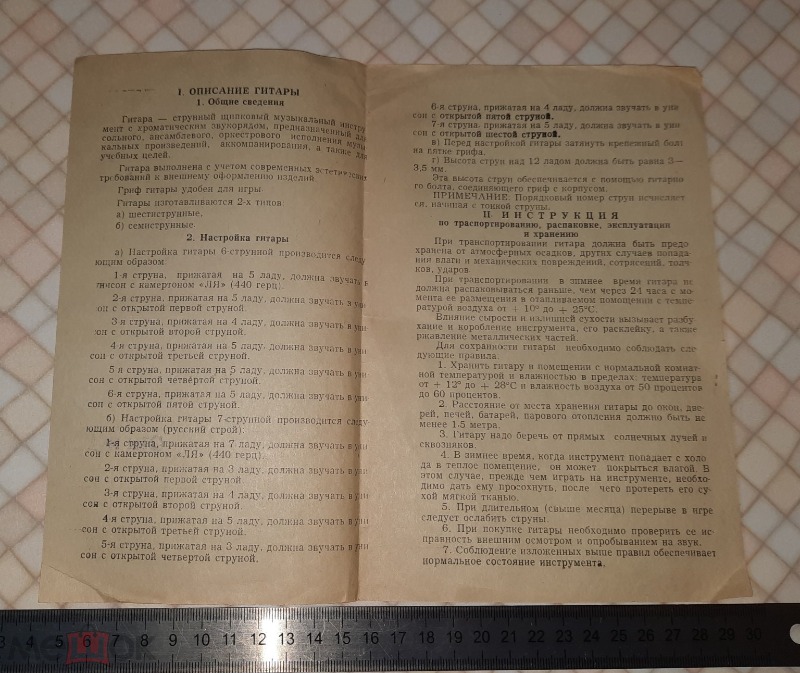 I. ОПИСАНИЕ ГИТАРЫ
1. Общие сведения
Гитара — струнный щипковый музыкальный инстру
мент с хроматическим звукорядом, предназначенный для
сольного, ансамблевого, оркестрового исполнения музы
кальных произведений, аккомпанирования, а также для
учебных целей.
Гитара выполнена с учетом современных эстетических
требований к внешнему оформлению изделий.
Гриф гитары удобен для игры.
Гитары изготавливаются 2-х типов:
а) шестиструнные,
б) семиструнные.
2. Настройка гитары
а) Настройка гитары 6-струнной производится следу
ющим образом:
1-я струна, прижатая на 5 ладу, должна звучать в
унисон с камертоном «ЛЯ» (440 герц).
2-я струна, прижатая на 5 ладу, должна звучать в уни
сон с открытой первой струной.
3-я струна, прижатая на 4 ладу, должна звучать в уни
сон с открытой второй струной.
4-я струна, прижатая на 5 ладу, должна звучать в уни
сон с открытой третьей струной.
5 я струна, прижатая на 5 ладу, должна звучать в уни
сон с открытой четвёртой струной.
6-я струна, прижатая на 5 ладу, должна звучать в уни
сон с открытой пятой струной.
б) Настройка гитары 7-струнной производится следу
ющим образом (русский строй).
1-я струна, прижатая на 7 ладу, должна звучать в уни
сон с камертоном «ЛЯ» (440 герц).
2-я струна, прижатая на 3 ладу, должна звучать в уни
сон с открытой первой струной.
3-я струна, прижатая на 4 ладу, должна звучать в уни
сон с открытой второй струной.
4-я струна, прижатая на 5 ладу, должна звучать в уни
сон с открытой третьей струной.
5-я струна, прижатая на 3 ладу, должна звучать в уни
сон с открытой четвертой струной.
6-я струна, прижатая на 4 ладу, должна звучать в уни
сон с открытой пятой струной.
7-я струна, прижатая на 5 ладу, должна звучать в уни
сон с открытой шестой струной.
в) Перед настройкой гитары затянуть крепежный болт
на пятке грифа.
г) Высота струн над 12 ладом должна быть равна 3—
3,5 мм.
Эта высота струн обеспечивается с помощью гитарно
го болта, соединяющего гриф с корпусом.
ПРИМЕЧАНИЕ: Порядковый номер струн исчисляет
ся, начиная с тонкой струны.
II. ИНСТРУКЦИЯ
по траспортированию, распаковке, эксплуатации
и хранению
При транспортировании гитара должна быть предо
хранена от атмосферных осадков, других случаев попада
ния влаги и механических повреждений, сотрясений, толч
ков, ударов
При транспортировании в зимнее время гитара не
должна распаковываться раньше, чем через 24 часа с мо
мента ее размещения в отапливаемом помещении с темпе
ратурой воздуха от + 10° до + 25°С.
Влияние сырости и излишней сухости вызывает разбу
хание и коробление инструмента, его расклейку, а также
ржавление металлических частей.
Для сохранности гитары необходимо соблюдать сле
дующие правила.
1. Хранить гитару в помещении с нормальной комнат
ной температурой и влажностью в пределах: температура
от + 12° до + 28°С и влажность воздуха от 50 процентов
до 60 процентов.
2. Расстояние от места хранения гитары до окон, две
рей, печей, батарей, парового отопления должно быть не
менее 1-5 метра.
3. Гитару надо беречь от прямых солнечных лучей и
сквозняков.
4. В зимнее время, когда инструмент попадает с холо
да в теплое помещение, он может покрыться влагой. В
этом случае, прежде чем играть на инструменте, необхо-
димо дать ему просохнуть, после чего протереть его су-
хой мягкой тканью.
5. При длительном (свыше месяца) перерыве в игре
следует ослабить струны.
6. При покупке гитары необходимо проверить ее ис-
правность внешним осмотром и опробыванием на звук.
7. Соблюдение изложенных выше правил обеспечивает
нормальное состояние инструмента.
3 4 5 6 7 8 9 10 11 12 13 14 15 16 17 18 19 20 21 22 23 24 25 26 27 28 29 30